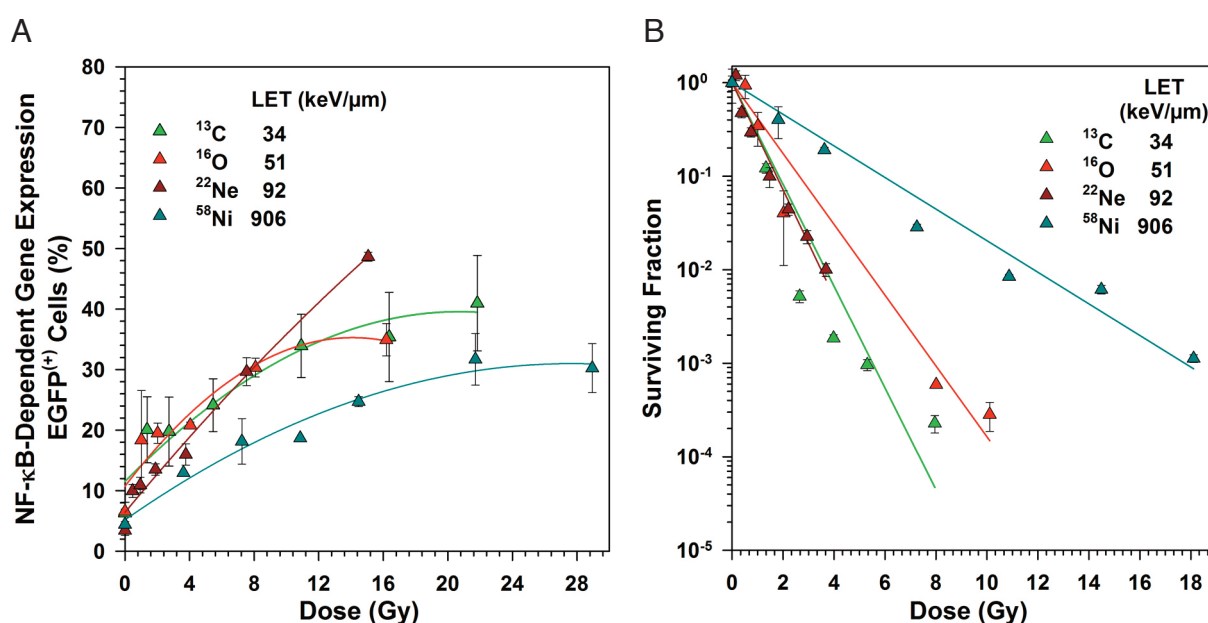 A
NF-κB-Dependent Gene Expression
EGFP(+) Cells (%)
80
70
60
50
40
30
20
10
0
LET (keV/µm)
13C 34
16O 51
22Ne 92
58Ni 906
0 4 8 12 16 20 24 28
Dose (Gy)
B
Surviving Fraction
10^0
10^-1
10^-2
10^-3
10^-4
10^-5
LET
(keV/µm)
13C 34
16O 51
22Ne 92
58Ni 906
0 2 4 6 8 10 12 14 16 18
Dose (Gy)